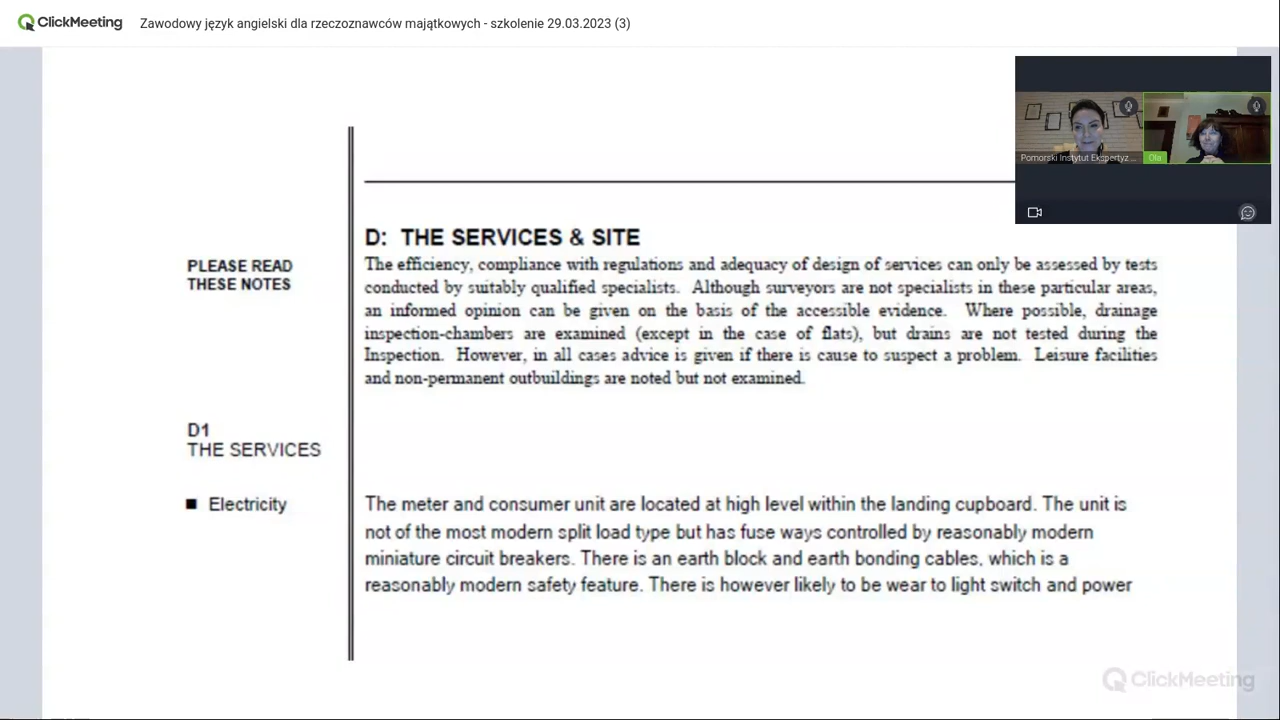 ClickMeeting
Zawodowy język angielski dla rzeczoznawców majątkowych - szkolenie 29.03.2023 (3)
Pomorski Instytut Ekspertyz ...
Ola
D: THE SERVICES & SITE
PLEASE READ
THESE NOTES
The efficiency, compliance with regulations and adequacy of design of services can only be assessed by tests
conducted by suitably qualified specialists. Although surveyors are not specialists in these particular areas,
an informed opinion can be given on the basis of the accessible evidence. Where possible, drainage
inspection-chambers are examined (except in the case of flats), but drains are not tested during the
Inspection. However, in all cases advice is given if there is cause to suspect a problem. Leisure facilities
and non-permanent outbuildings are noted but not examined.
D1
THE SERVICES
■ Electricity
The meter and consumer unit are located at high level within the landing cupboard. The unit is
not of the most modern split load type but has fuse ways controlled by reasonably modern
miniature circuit breakers. There is an earth block and earth bonding cables, which is a
reasonably modern safety feature. There is however likely to be wear to light switch and power
ClickMeeting